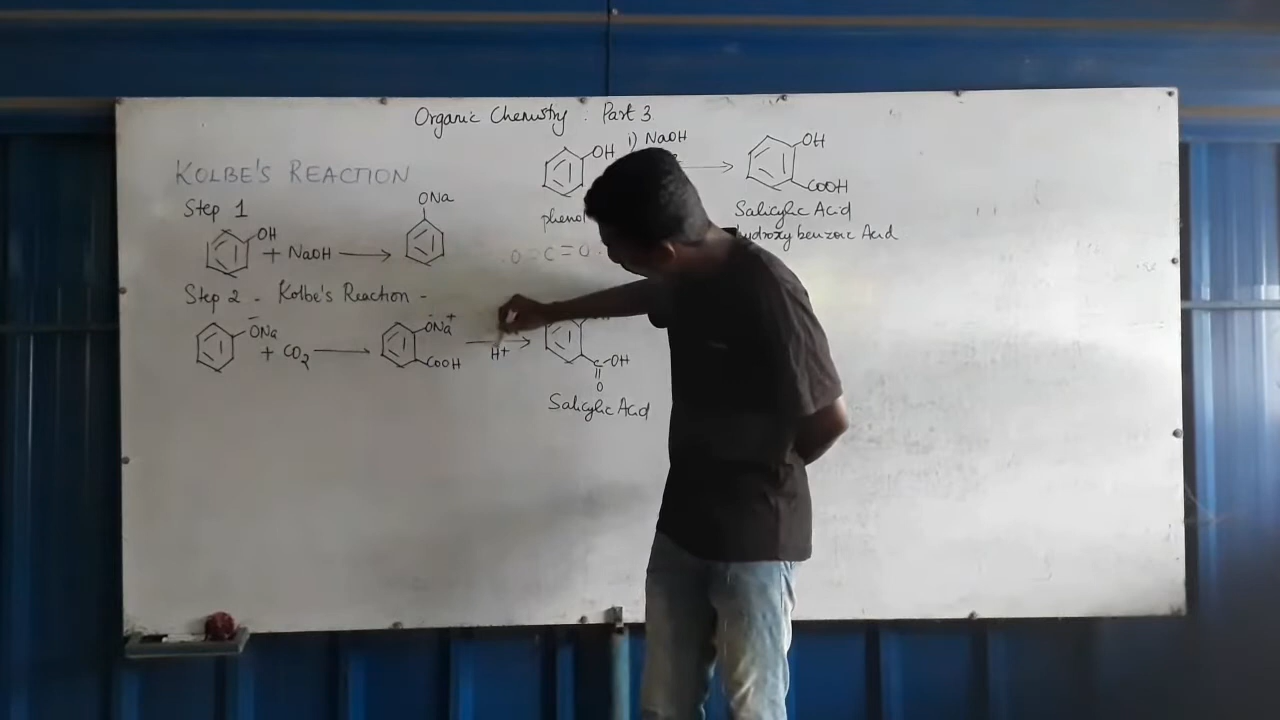 Organic Chemistry . Part 3
KOLBE'S REACTION
Step 1
OH
+ NaOH
ONa
OH
phenol
i) NaOH
OH
COOH
Salicylic Acid
hydroxy benzoic Acid
O=C=O
Step 2 - Kolbe's Reaction -
ONa
+ CO2
ONa
COOH
H+
C-OH
O
Salicylic Acid